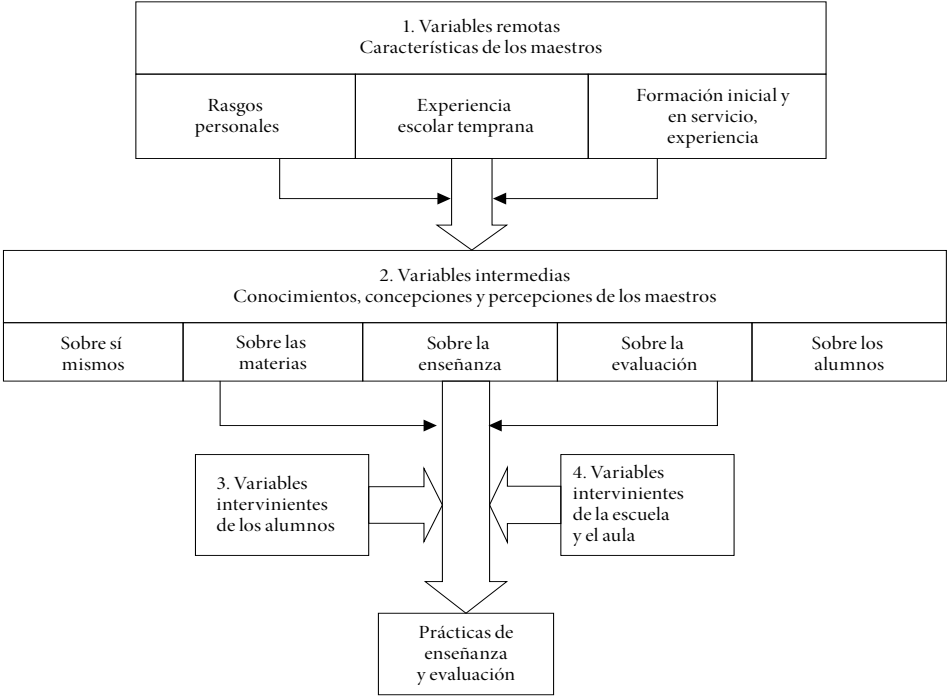 1. Variables remotas
Características de los maestros
Rasgos
personales
Experiencia
escolar temprana
Formación inicial y
en servicio,
experiencia
2. Variables intermedias
Conocimientos, concepciones y percepciones de los maestros
Sobre sí
mismos
Sobre las
materias
Sobre la
enseñanza
Sobre la
evaluación
Sobre los
alumnos
3. Variables
intervinientes
de los alumnos
4. Variables
intervinientes
de la escuela
y el aula
Prácticas de
enseñanza
y evaluación